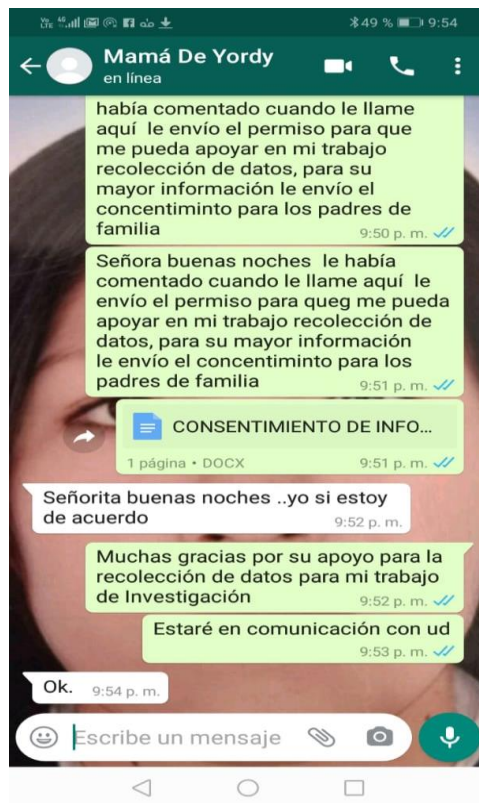 49 % 9:54
Mamá De Yordy
en línea
había comentado cuando le llame
aquí le envío el permiso para que
me pueda apoyar en mi trabajo
recolección de datos, para su
mayor información le envío el
concentiminto para los padres de
familia
9:50 p. m.
Señora buenas noches le había
comentado cuando le llame aquí le
envío el permiso para queg me pueda
apoyar en mi trabajo recolección de
datos, para su mayor información
le envío el concentiminto para los
padres de familia
9:51 p. m.
CONSENTIMIENTO DE INFO...
1 página • DOCX 9:51 p. m.
Señorita buenas noches ..yo si estoy
de acuerdo
9:52 p. m.
Muchas gracias por su apoyo para la
recolección de datos para mi trabajo
de Investigación
9:52 p. m.
Estaré en comunicación con ud
9:53 p. m.
Ok. 9:54 p. m.
Escribe un mensaje